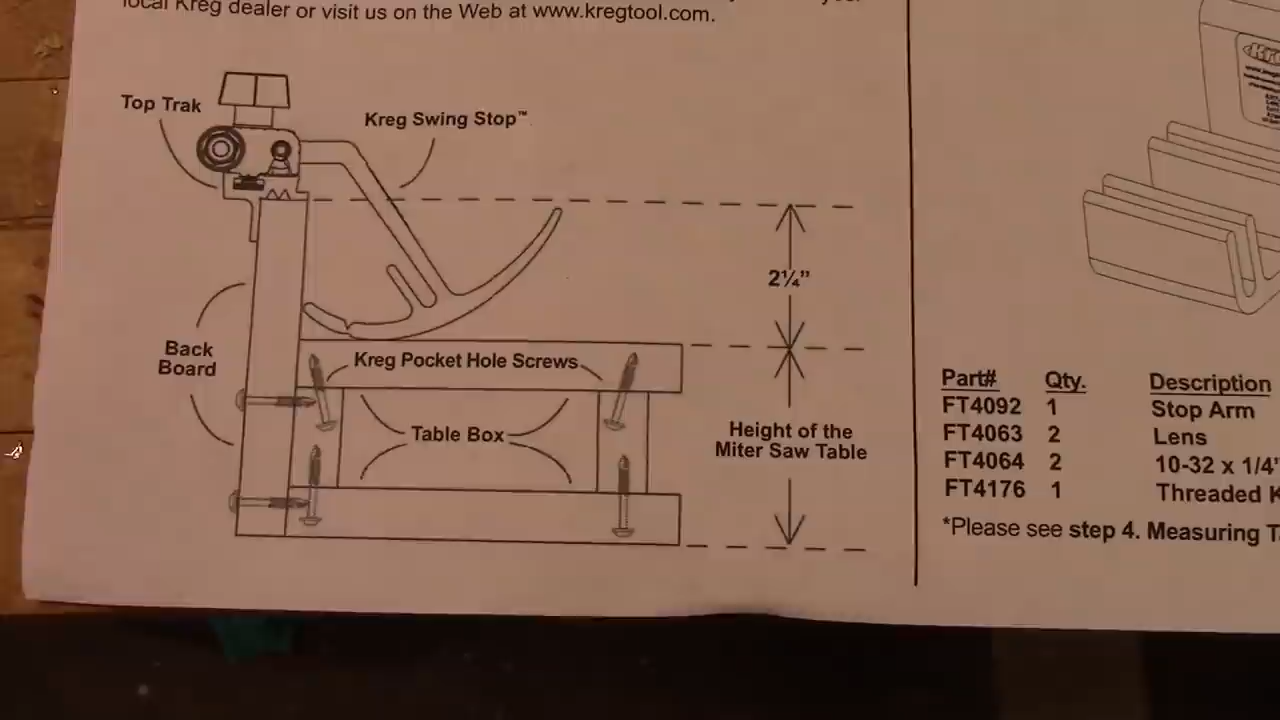 local Kreg dealer or visit us on the Web at www.kregtool.com.
Top Trak
Kreg Swing Stop™
2¼”
Back
Board
Kreg Pocket Hole Screws
Table Box
Height of the
Miter Saw Table
Part# Qty. Description
FT4092 1 Stop Arm
FT4063 2 Lens
FT4064 2 10-32 x 1/4"
FT4176 1 Threaded K
*Please see step 4. Measuring T